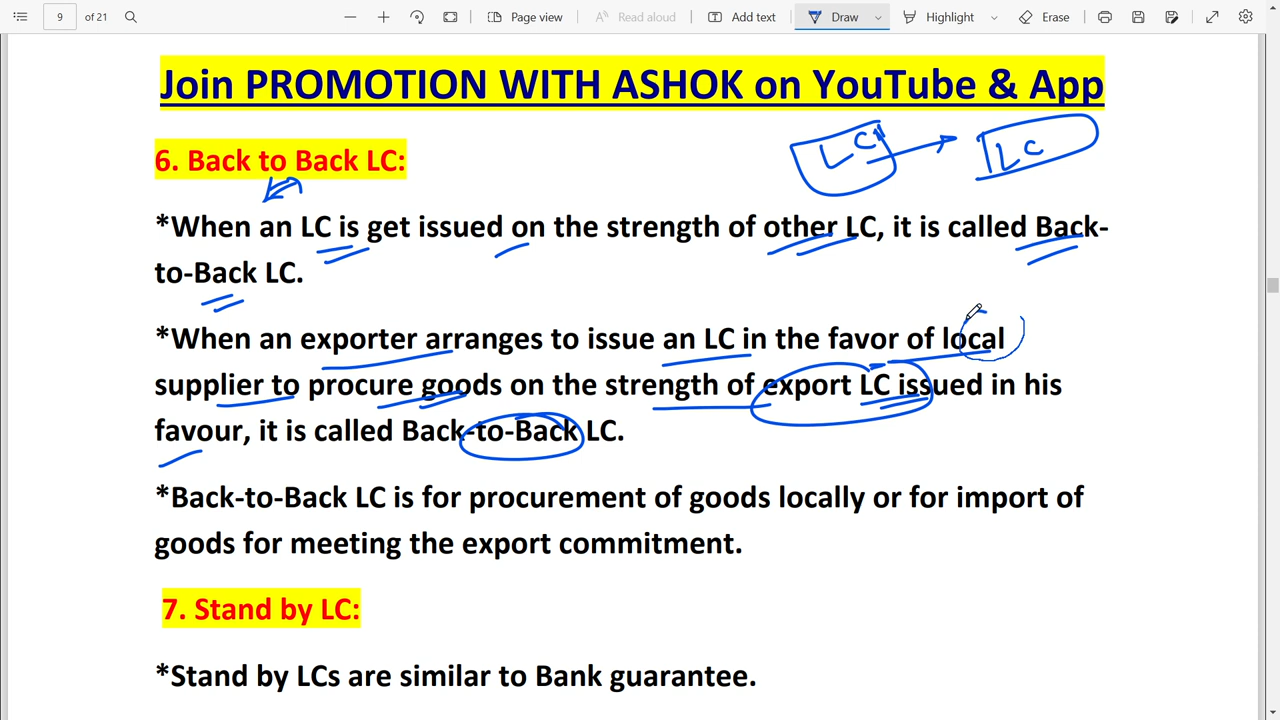 9 of 21 Page view Read aloud Add text Draw Highlight Erase
Join PROMOTION WITH ASHOK on YouTube & App
LC LC
6. Back to Back LC:
*When an LC is get issued on the strength of other LC, it is called Back-
to-Back LC.
*When an exporter arranges to issue an LC in the favor of local
supplier to procure goods on the strength of export LC issued in his
favour, it is called Back-to-Back LC.
*Back-to-Back LC is for procurement of goods locally or for import of
goods for meeting the export commitment.
7. Stand by LC:
*Stand by LCs are similar to Bank guarantee.